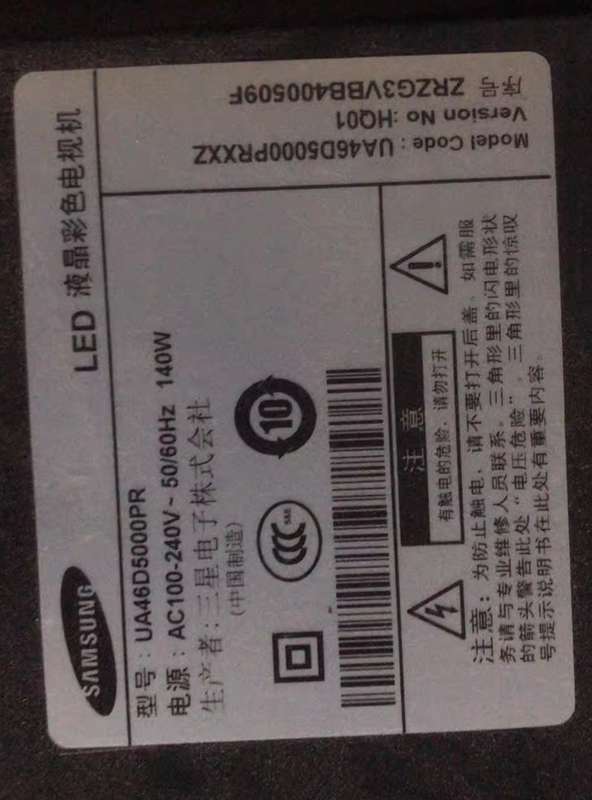 SAMSUNG
LED 液晶彩色电视机
型号：UA46D5000PR
电源：AC100-240V~50/60Hz 140W
生产者：三星电子株式会社
(中国制造)
CCC
S&E
10
注意
有触电的危险，请勿打开
注意：为防止触电，请不要打开后盖。如需服
务请与专业维修人员联系。三角形里的闪电形状
的箭头警告此处“电压危险”，三角形里的惊叹
号提示说明书在此处有重要内容。
Model Code : UA46D5000PRXXZ
Version No :HQ01
ZRZG3VBB400509F